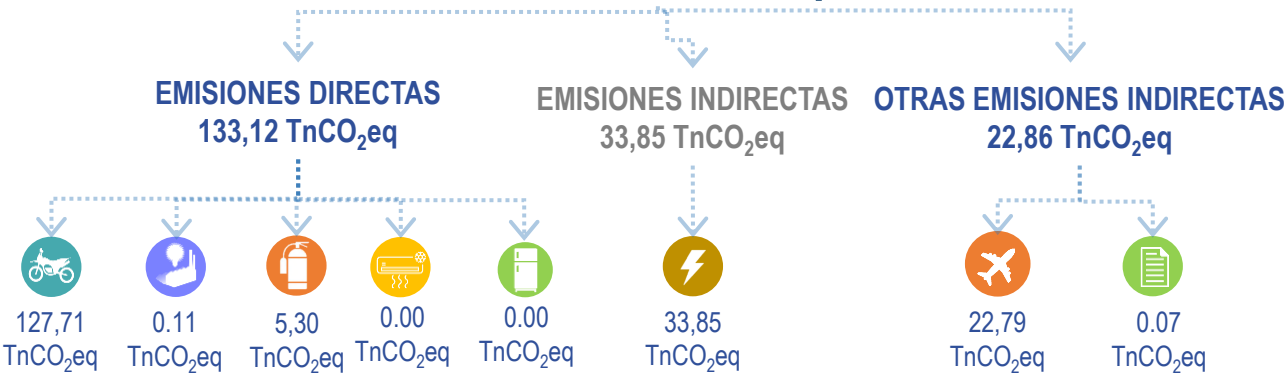 EMISIONES DIRECTAS
133,12 TnCO₂eq
EMISIONES INDIRECTAS
33,85 TnCO₂eq
OTRAS EMISIONES INDIRECTAS
22,86 TnCO₂eq
127,71
TnCO₂eq
0.11
TnCO₂eq
5,30
TnCO₂eq
0.00
TnCO₂eq
0.00
TnCO₂eq
33,85
TnCO₂eq
22,79
TnCO₂eq
0.07
TnCO₂eq